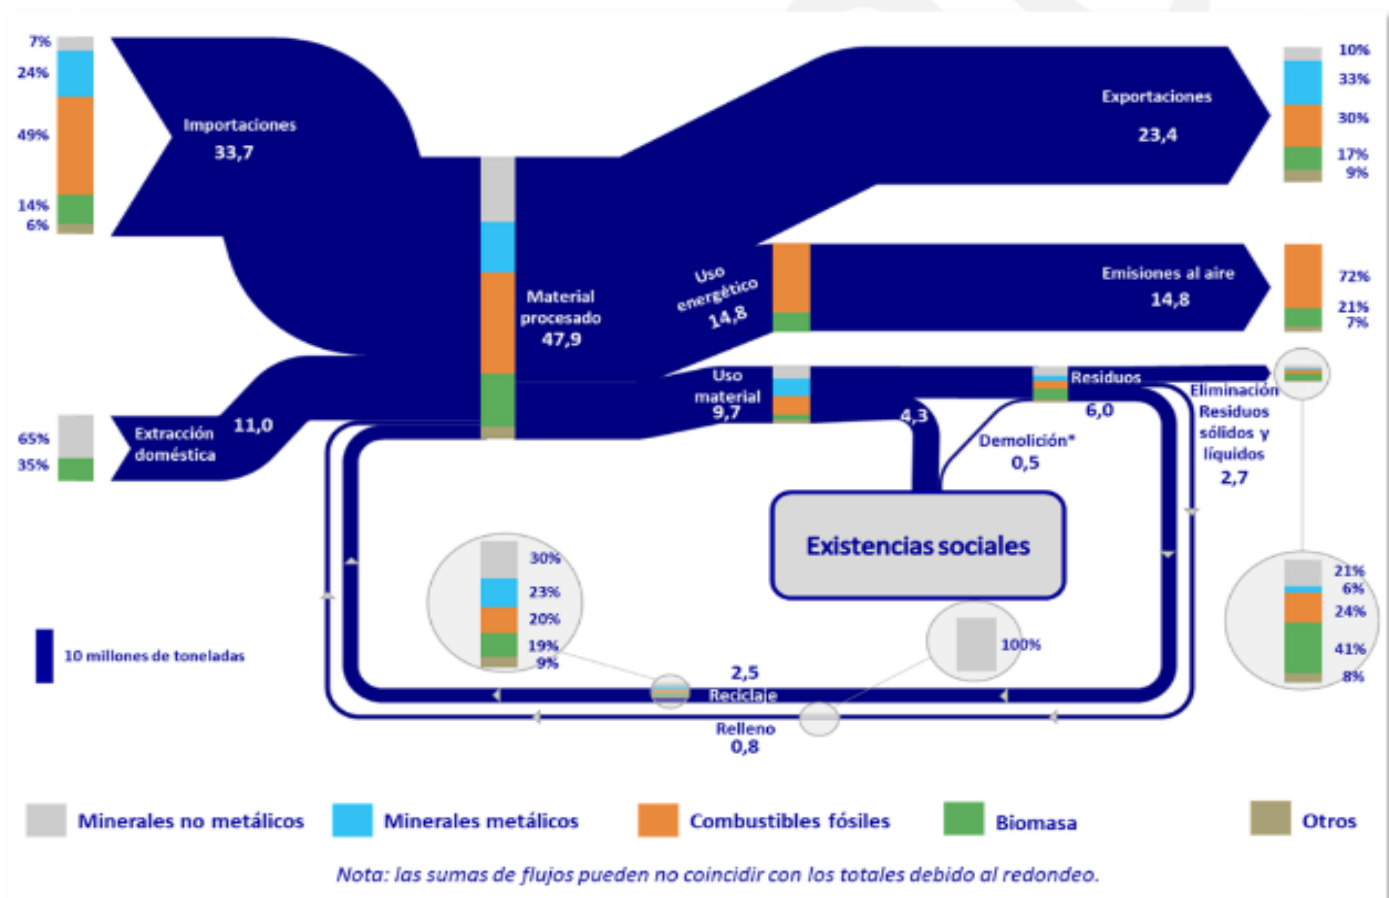 7%
24%
49%
14%
6%
Importaciones
33,7
65%
35%
Extracción
doméstica
11,0
Material
procesado
47,9
Uso
energético
14,8
Uso
material
9,7
Exportaciones
23,4
10%
33%
30%
17%
9%
Emisiones al aire
14,8
72%
21%
7%
Residuos
6,0
4,3
Demolición*
0,5
Eliminación
Residuos
sólidos y
líquidos
2,7
Existencias sociales
30%
23%
20%
19%
9%
100%
21%
6%
24%
41%
8%
10 millones de toneladas
2,5
Reciclaje
Relleno
0,8
Minerales no metálicos
Minerales metálicos
Combustibles fósiles
Biomasa
Otros
Nota: las sumas de flujos pueden no coincidir con los totales debido al redondeo.